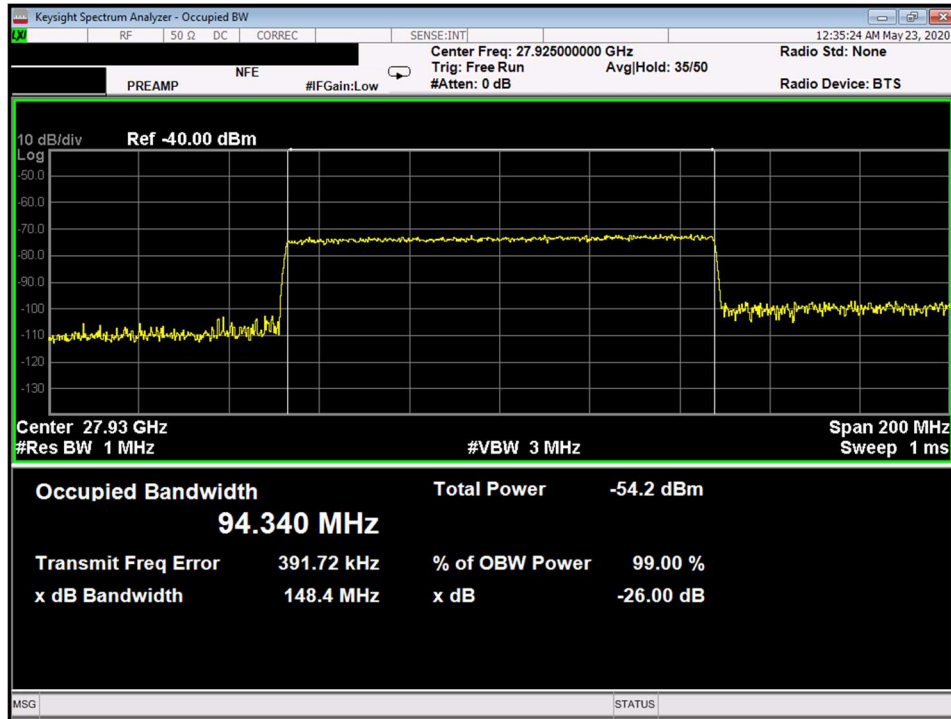 Keysight Spectrum Analyzer - Occupied BW
LXI RF 50 Ω DC CORREC SENSE:INT 12:35:24 AM May 23, 2020
Center Freq: 27.925000000 GHz Radio Std: None
NFE Trig: Free Run Avg|Hold: 35/50
PREAMP #IFGain:Low #Atten: 0 dB Radio Device: BTS
10 dB/div Ref -40.00 dBm
Log
-50.0
-60.0
-70.0
-80.0
-90.0
-100
-110
-120
-130
Center 27.93 GHz Span 200 MHz
#Res BW 1 MHz #VBW 3 MHz Sweep 1 ms
Occupied Bandwidth Total Power -54.2 dBm
94.340 MHz
Transmit Freq Error 391.72 kHz % of OBW Power 99.00 %
x dB Bandwidth 148.4 MHz x dB -26.00 dB
MSG STATUS